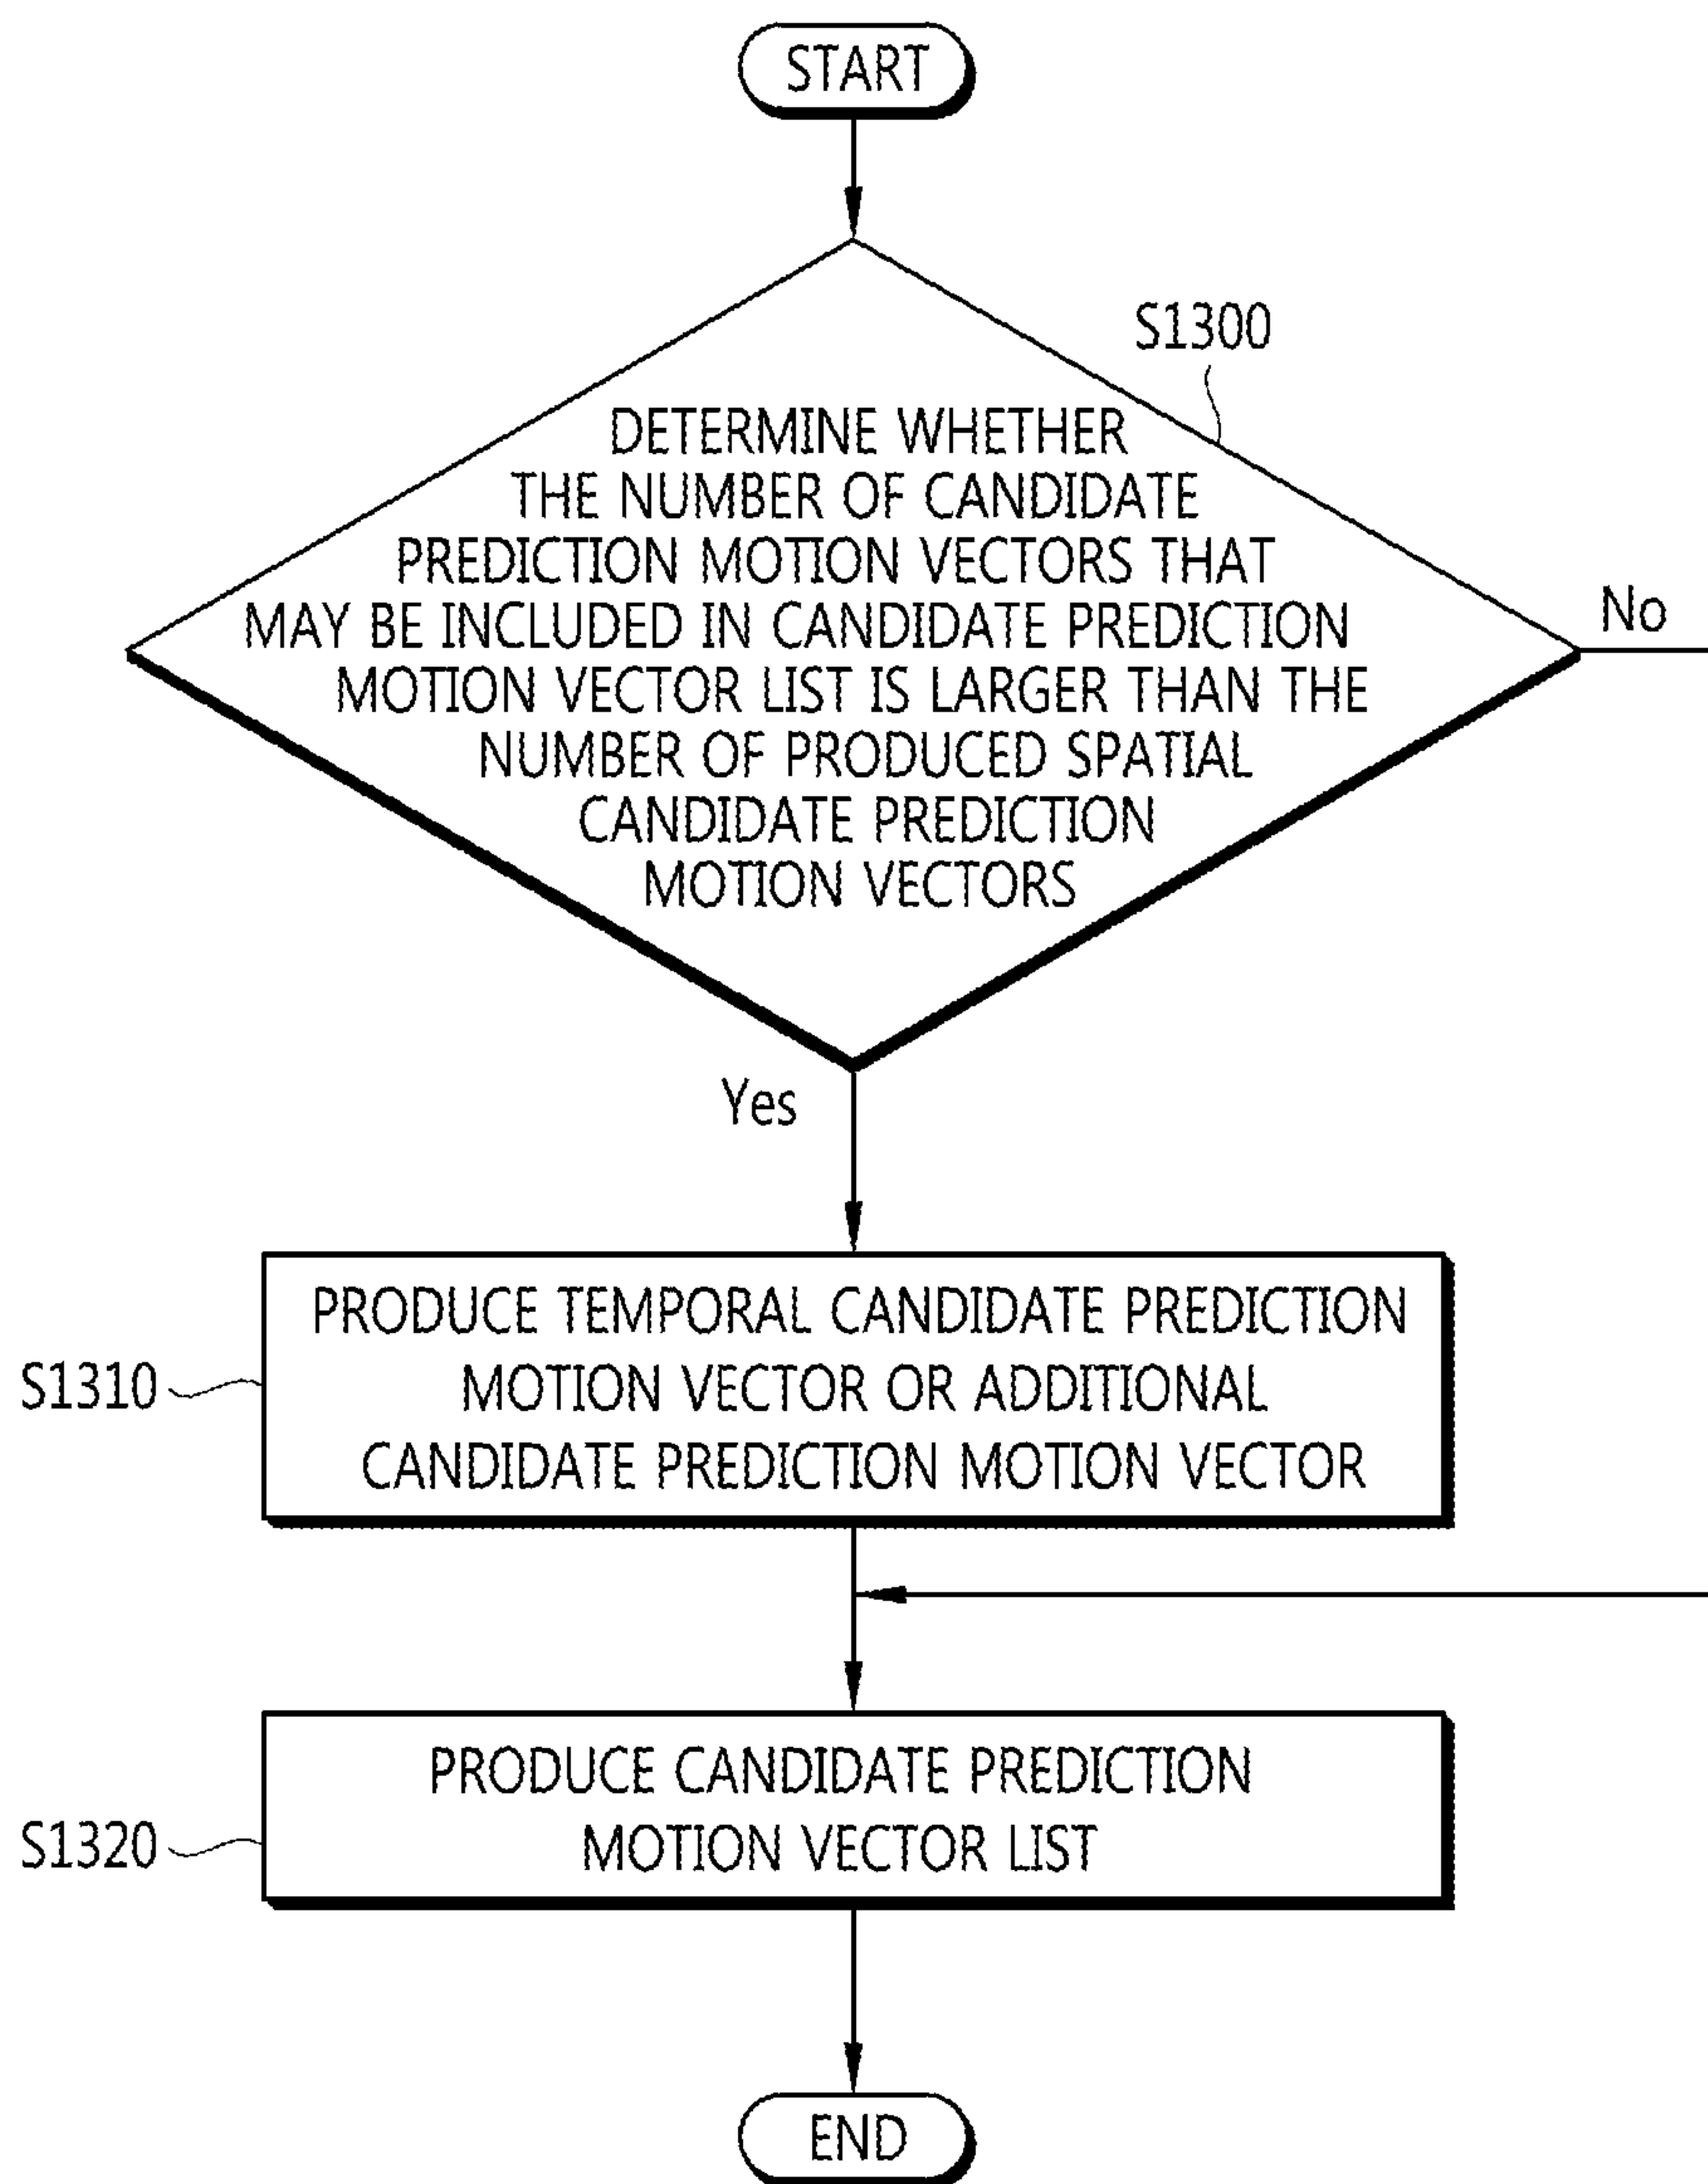 START
S1300
DETERMINE WHETHER
THE NUMBER OF CANDIDATE
PREDICTION MOTION VECTORS THAT
MAY BE INCLUDED IN CANDIDATE PREDICTION
MOTION VECTOR LIST IS LARGER THAN THE
NUMBER OF PRODUCED SPATIAL
CANDIDATE PREDICTION
MOTION VECTORS
No
Yes
PRODUCE TEMPORAL CANDIDATE PREDICTION
MOTION VECTOR OR ADDITIONAL
CANDIDATE PREDICTION MOTION VECTOR
S1310
PRODUCE CANDIDATE PREDICTION
MOTION VECTOR LIST
S1320
END